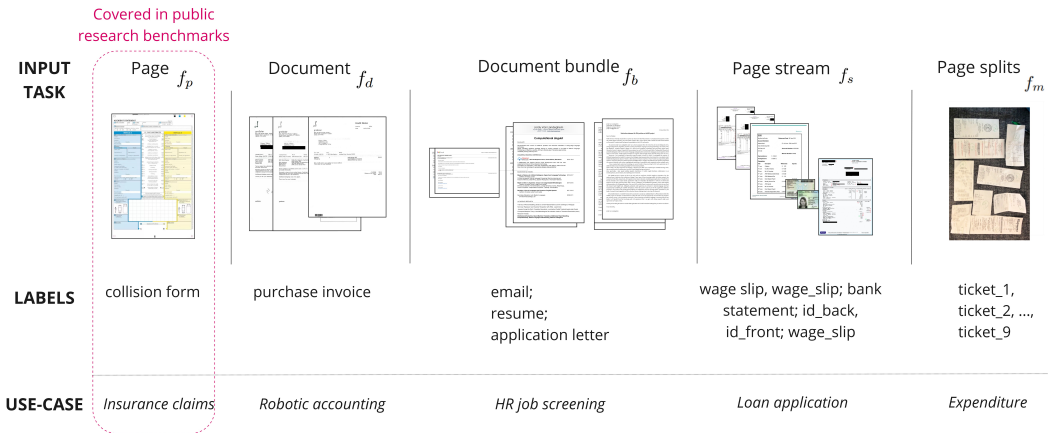 Covered in public
research benchmarks
INPUT
TASK
Page f_p
Document f_d
Document bundle f_b
Page stream f_s
Page splits f_m
LABELS
collision form
purchase invoice
email;
resume;
application letter
wage slip, wage_slip; bank
statement; id_back,
id_front; wage_slip
ticket_1,
ticket_2, ...,
ticket_9
USE-CASE
Insurance claims
Robotic accounting
HR job screening
Loan application
Expenditure